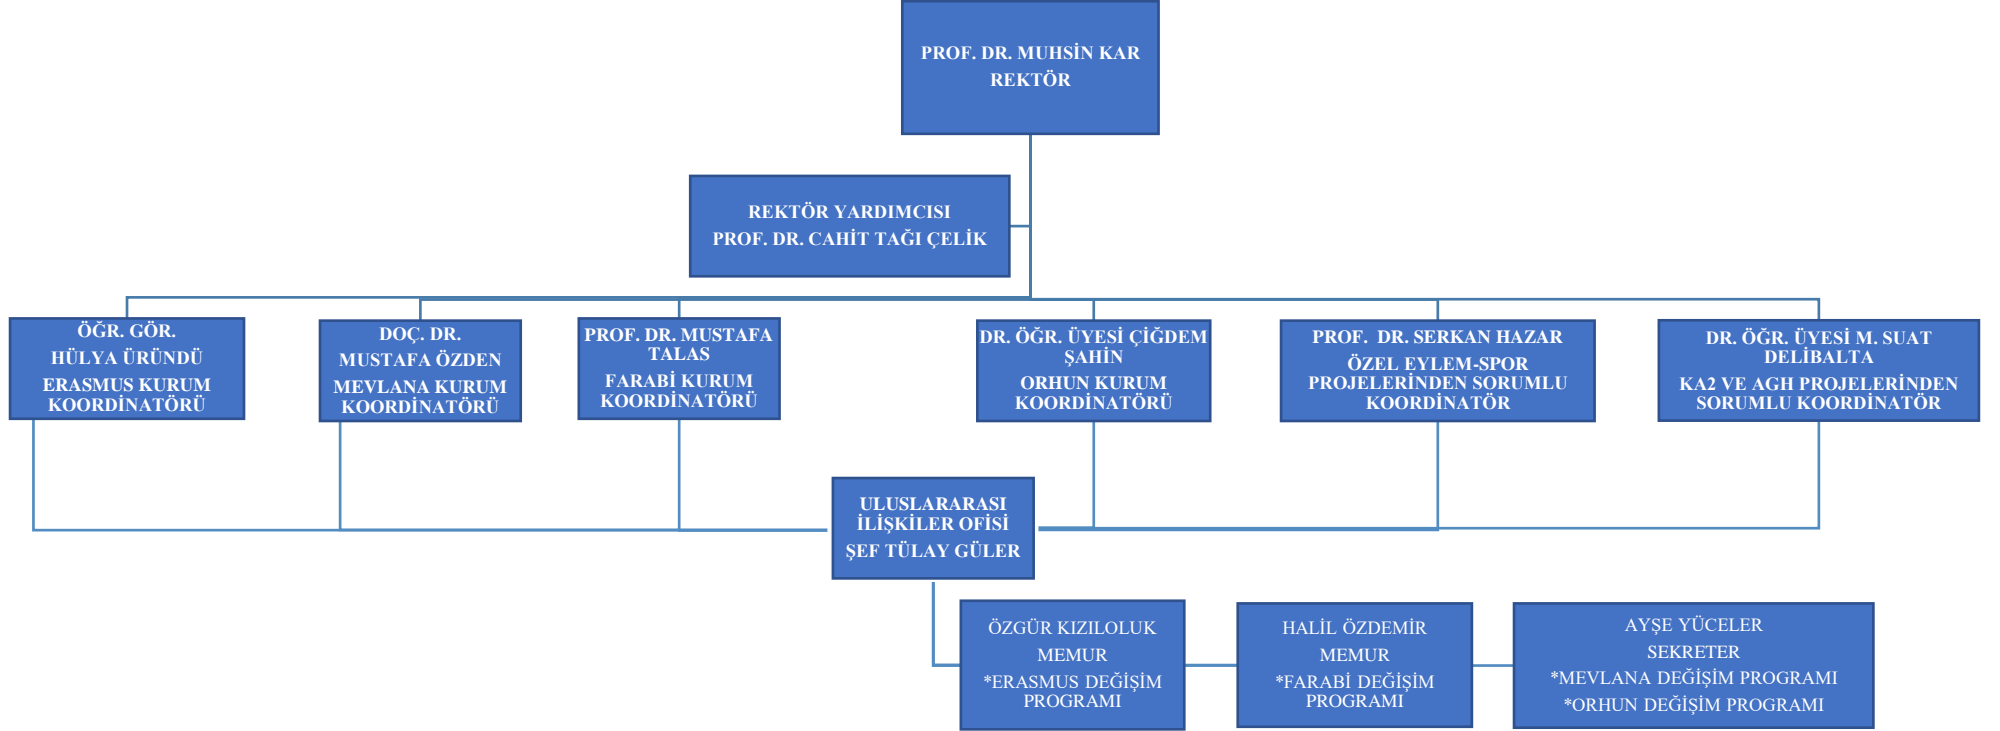 PROF. DR. MUHSİN KAR
REKTÖR
REKTÖR YARDIMCISI
PROF. DR. CAHİT TAĞI ÇELİK
ÖĞR. GÖR.
HÜLYA ÜRÜNDÜ
ERASMUS KURUM
KOORDİNATÖRÜ
DOÇ. DR.
MUSTAFA ÖZDEN
MEVLANA KURUM
KOORDİNATÖRÜ
PROF. DR. MUSTAFA
TALAS
FARABİ KURUM
KOORDİNATÖRÜ
DR. ÖĞR. ÜYESİ ÇİĞDEM
ŞAHİN
ORHUN KURUM
KOORDİNATÖRÜ
PROF. DR. SERKAN HAZAR
ÖZEL EYLEM-SPOR
PROJELERİNDEN SORUMLU
KOORDİNATÖR
DR. ÖĞR. ÜYESİ M. SUAT
DELİBALTA
KA2 VE AGH PROJELERİNDEN
SORUMLU KOORDİNATÖR
ULUSLARARASI
İLİŞKİLER OFİSİ
ŞEF TÜLAY GÜLER
ÖZGÜR KIZILOLUK
MEMUR
*ERASMUS DEĞİŞİM
PROGRAMI
HALİL ÖZDEMİR
MEMUR
*FARABİ DEĞİŞİM
PROGRAMI
AYŞE YÜCELER
SEKRETER
*MEVLANA DEĞİŞİM PROGRAMI
*ORHUN DEĞİŞİM PROGRAMI